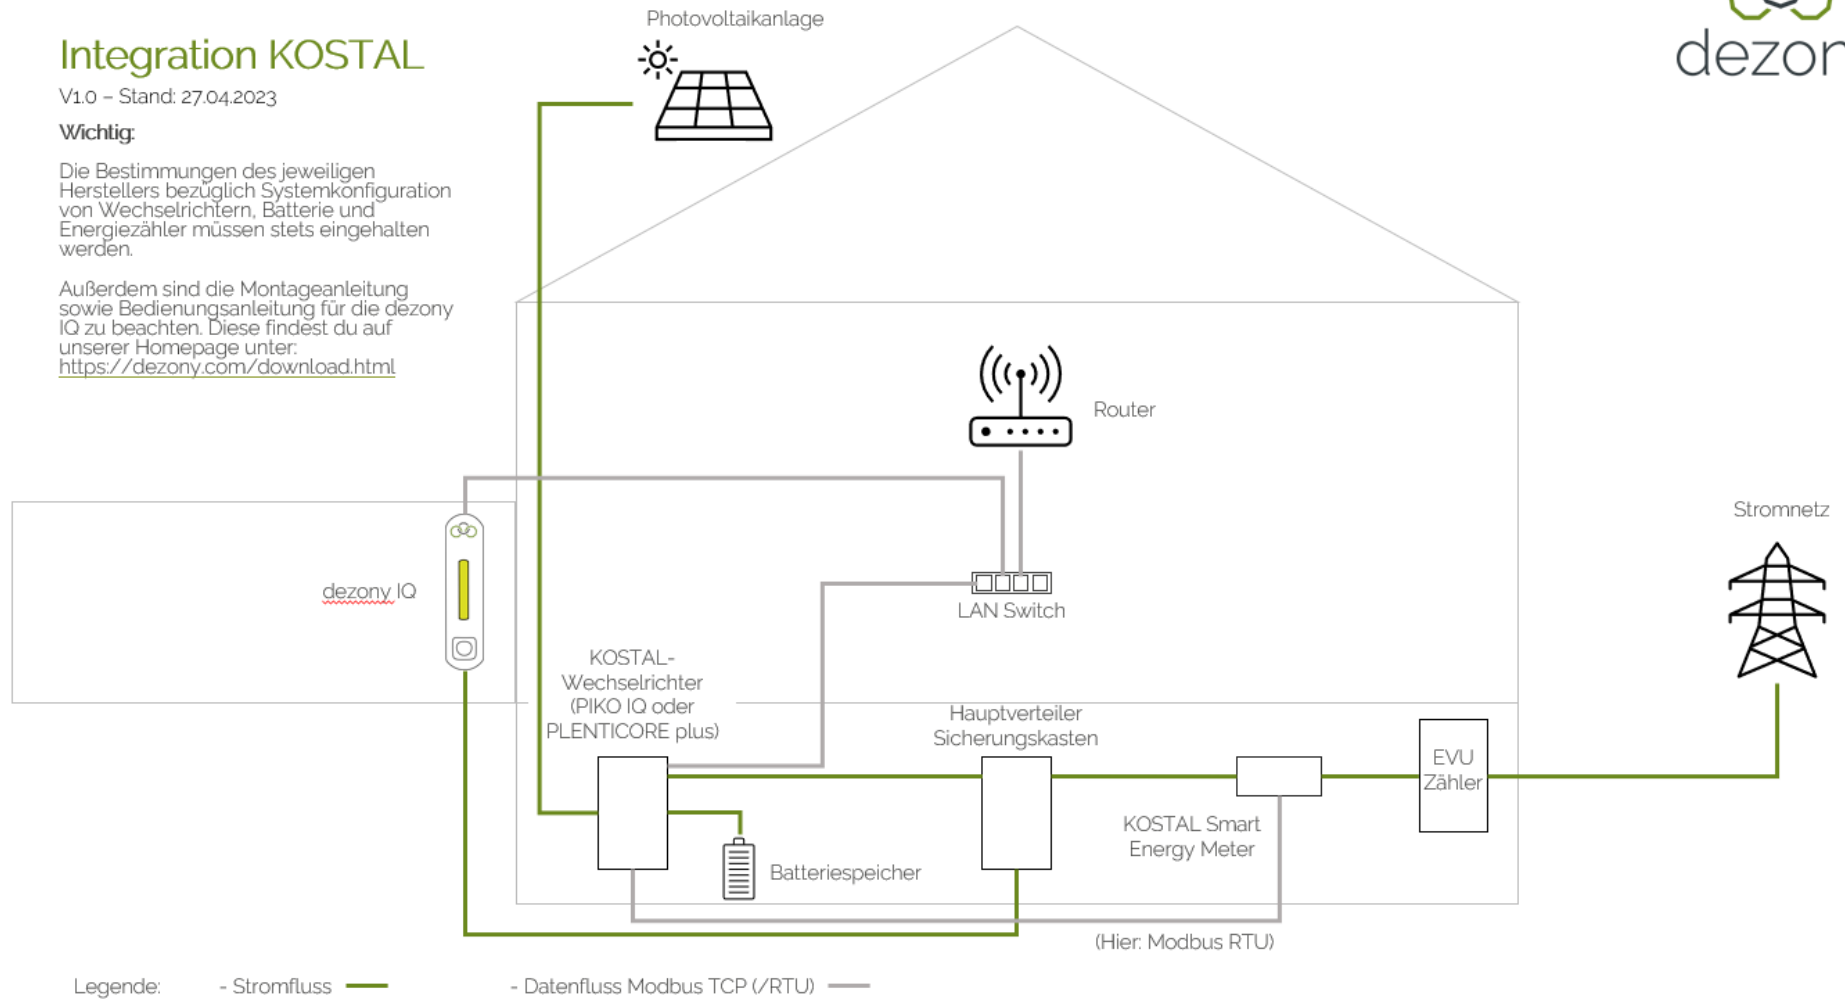 Photovoltaikanlage
Integration KOSTAL
V1.0 – Stand: 27.04.2023
Wichtig:
Die Bestimmungen des jeweiligen
Herstellers bezüglich Systemkonfiguration
von Wechselrichtern, Batterie und
Energiezähler müssen stets eingehalten
werden.
Außerdem sind die Montageanleitung
sowie Bedienungsanleitung für die dezony
IQ zu beachten. Diese findest du auf
unserer Homepage unter:
https://dezony.com/download.html
dezon
Router
Stromnetz
dezony IQ
LAN Switch
KOSTAL-
Wechselrichter
(PIKO IQ oder
PLENTICORE plus)
Hauptverteiler
Sicherungskasten
EVU
Zähler
KOSTAL Smart
Energy Meter
Batteriespeicher
(Hier: Modbus RTU)
Legende: - Stromfluss - Datenfluss Modbus TCP (/RTU)